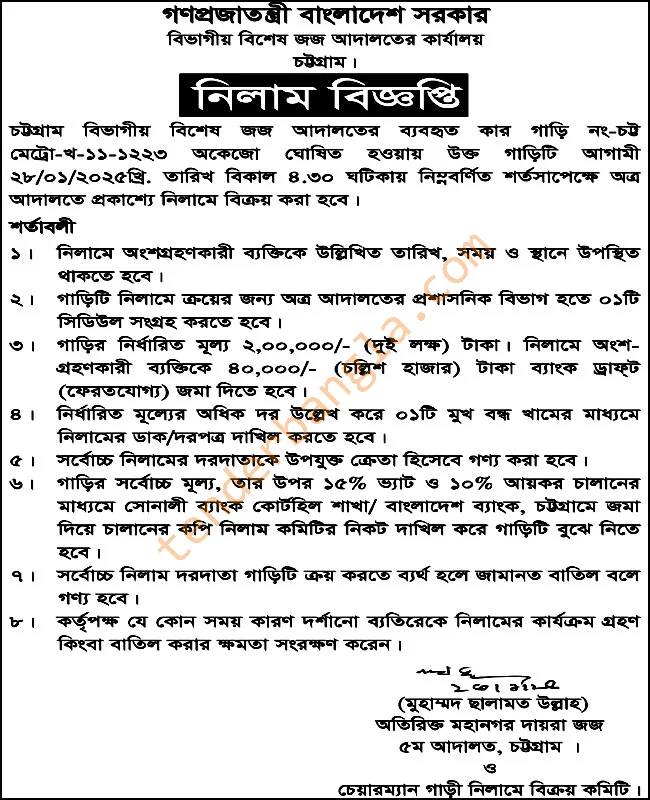 গণপ্রজাতন্ত্রী বাংলাদেশ সরকার
বিভাগীয় বিশেষ জজ আদালতের কার্যালয়
চট্টগ্রাম।
নিলাম বিজ্ঞপ্তি
চট্টগ্রাম বিভাগীয় বিশেষ জজ আদালতের ব্যবহৃত কার গাড়ি নং-চট্ট
মেট্রো-খ-১১-১২২৩ অকেজো ঘোষিত হওয়ায় উক্ত গাড়িটি আগামী
২৮/০১/২০২৫খ্রি. তারিখ বিকাল ৪.৩০ ঘটিকায় নিম্নবর্ণিত শর্তসাপেক্ষে অত্র
আদালতে প্রকাশ্যে নিলামে বিক্রয় করা হবে।
শর্তাবলী
১। নিলামে অংশগ্রহণকারী ব্যক্তিকে উল্লিখিত তারিখ, সময় ও স্থানে উপস্থিত
থাকতে হবে।
২। গাড়িটি নিলামে ক্রয়ের জন্য অত্র আদালতের প্রশাসনিক বিভাগ হতে ০১টি
সিডিউল সংগ্রহ করতে হবে।
৩। গাড়ির নির্ধারিত মূল্য ২,০০,০০০/- (দুই লক্ষ) টাকা। নিলামে অংশ-
গ্রহণকারী ব্যক্তিকে ৪০,০০০/- (চল্লিশ হাজার) টাকা ব্যাংক ড্রাফ্‌ট
(ফেরতযোগ্য) জমা দিতে হবে।
৪। নির্ধারিত মূল্যের অধিক দর উল্লেখ করে ০১টি মুখ বন্ধ খামের মাধ্যমে
নিলামের ডাক/দরপত্র দাখিল করতে হবে।
৫। সর্বোচ্চ নিলামের দরদাতাকে উপযুক্ত ক্রেতা হিসেবে গণ্য করা হবে।
৬। গাড়ির সর্বোচ্চ মূল্য, তার উপর ১৫% ভ্যাট ও ১০% আয়কর চালানের
মাধ্যমে সোনালী ব্যাংক কোর্টহিল শাখা/ বাংলাদেশ ব্যাংক, চট্টগ্রামে জমা
দিয়ে চালানের কপি নিলাম কমিটির নিকট দাখিল করে গাড়িটি বুঝে নিতে
হবে।
৭। সর্বোচ্চ নিলাম দরদাতা গাড়িটি ক্রয় করতে ব্যর্থ হলে জামানত বাতিল বলে
গণ্য হবে।
৮। কর্তৃপক্ষ যে কোন সময় কারণ দর্শানো ব্যতিরেকে নিলামের কার্যক্রম গ্রহণ
কিংবা বাতিল করার ক্ষমতা সংরক্ষণ করেন।
(মুহাম্মদ ছালামত উল্লাহ)
অতিরিক্ত মহানগর দায়রা জজ
৫ম আদালত, চট্টগ্রাম ।
ও
চেয়ারম্যান গাড়ী নিলামে বিক্রয় কমিটি।
tenderbangla.com